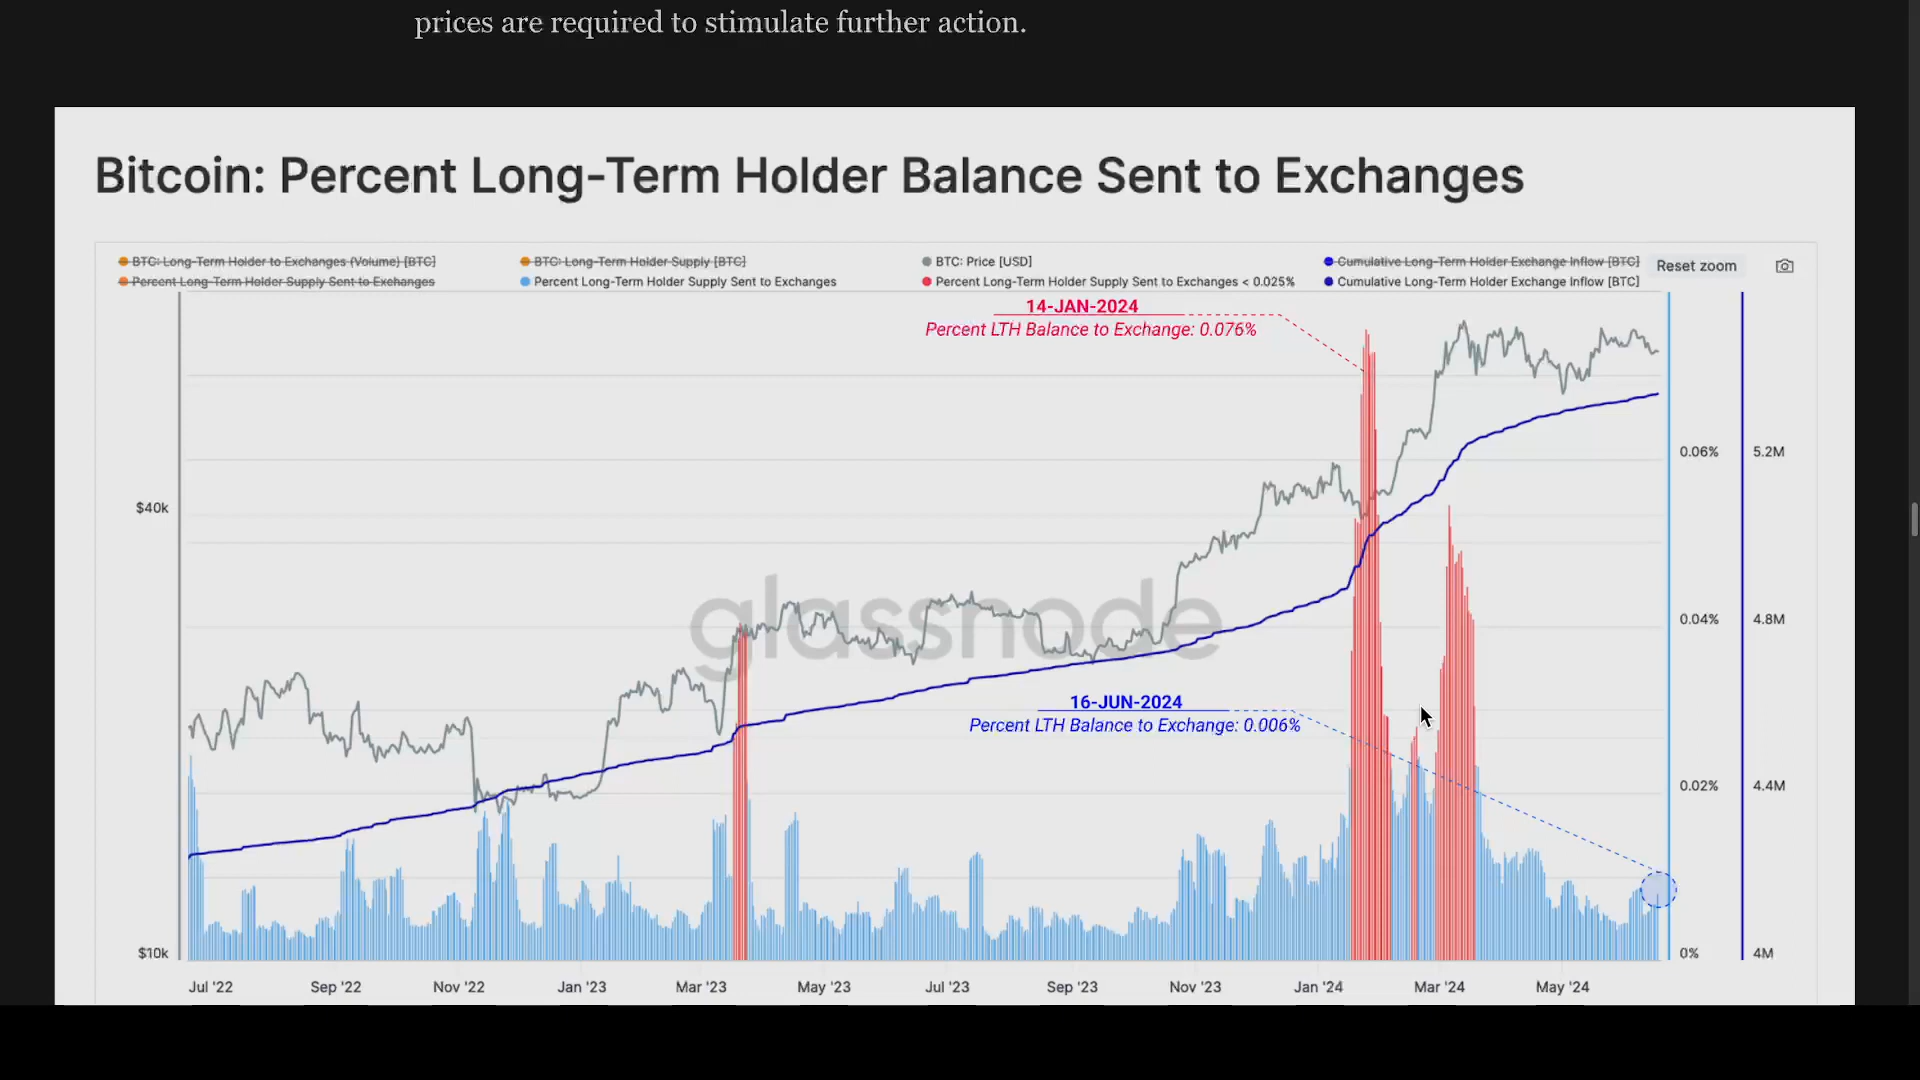 prices are required to stimulate further action.
Bitcoin: Percent Long-Term Holder Balance Sent to Exchanges
BTC: Long-Term Holder to Exchanges (Volume) [BTC]
BTC: Long-Term Holder Supply [BTC]
BTC: Price [USD]
Cumulative Long-Term Holder Exchange Inflow [BTC]
Reset zoom
Percent Long-Term Holder Supply Sent to Exchanges
Percent Long-Term Holder Supply Sent to Exchanges
Percent Long-Term Holder Supply Sent to Exchanges < 0.025%
Cumulative Long-Term Holder Exchange Inflow [BTC]
14-JAN-2024
Percent LTH Balance to Exchange: 0.076%
0.06%
5.2M
$40k
glassnode
0.04%
4.8M
16-JUN-2024
Percent LTH Balance to Exchange: 0.006%
0.02%
4.4M
$10k
0%
4M
Jul '22
Sep '22
Nov '22
Jan '23
Mar '23
May '23
Jul '23
Sep '23
Nov '23
Jan '24
Mar '24
May '24